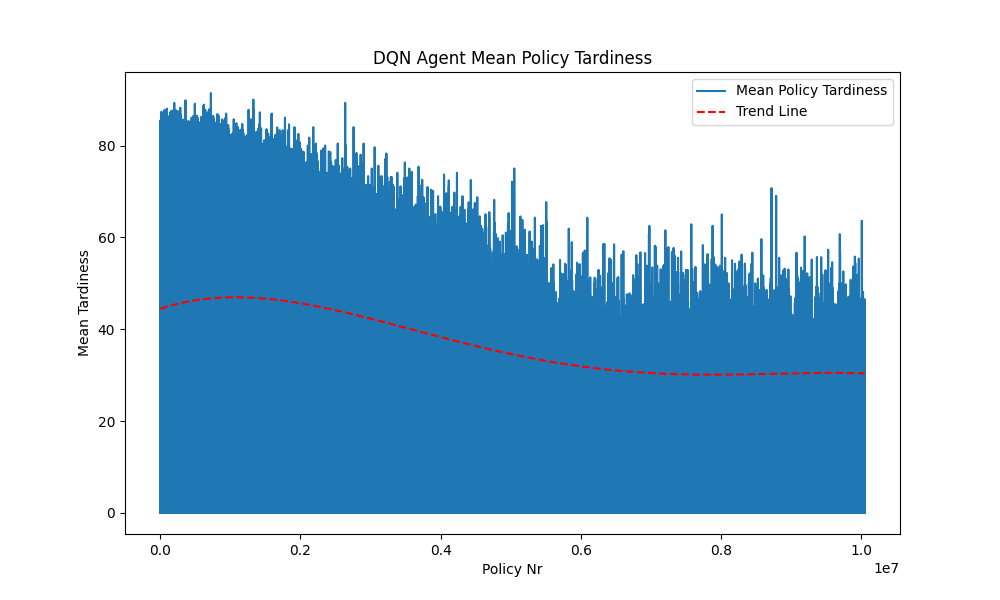 DQN Agent Mean Policy Tardiness
Mean Policy Tardiness
Trend Line
Mean Tardiness
80
60
40
20
0
0.0
0.2
0.4
0.6
0.8
1.0
1e7
Policy Nr